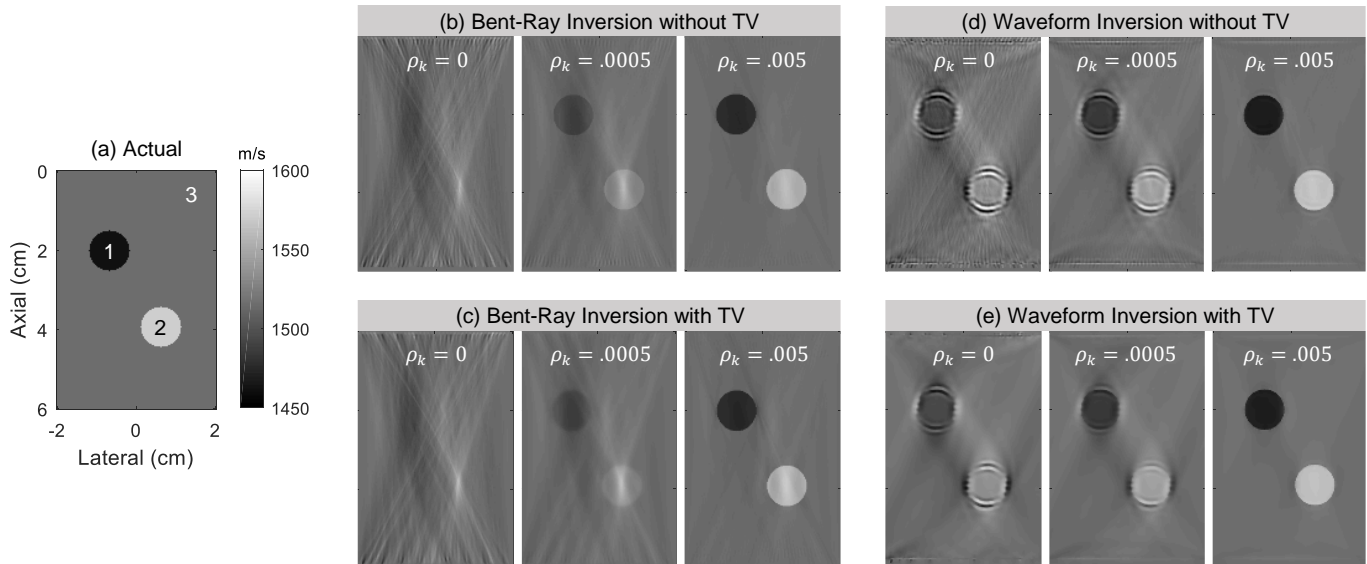 (a) Actual
m/s
0
2
4
6
Axial (cm)
-2
0
2
Lateral (cm)
1
2
3
1600
1550
1500
1450
(b) Bent-Ray Inversion without TV
ρₖ = 0
ρₖ = .0005
ρₖ = .005
(c) Bent-Ray Inversion with TV
ρₖ = 0
ρₖ = .0005
ρₖ = .005
(d) Waveform Inversion without TV
ρₖ = 0
ρₖ = .0005
ρₖ = .005
(e) Waveform Inversion with TV
ρₖ = 0
ρₖ = .0005
ρₖ = .005